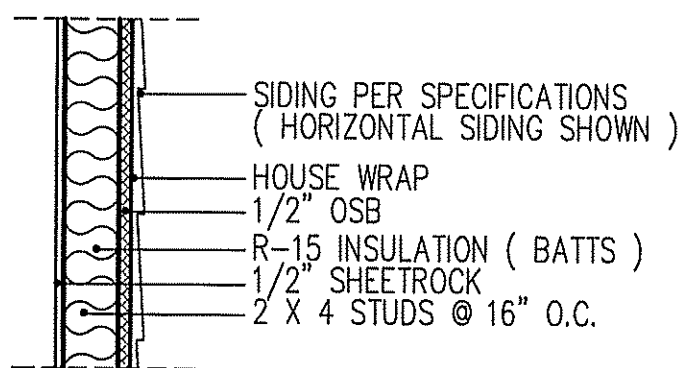 SIDING PER SPECIFICATIONS
( HORIZONTAL SIDING SHOWN )
HOUSE WRAP
1/2" OSB
R-15 INSULATION ( BATTS )
1/2" SHEETROCK
2 X 4 STUDS @ 16" O.C.